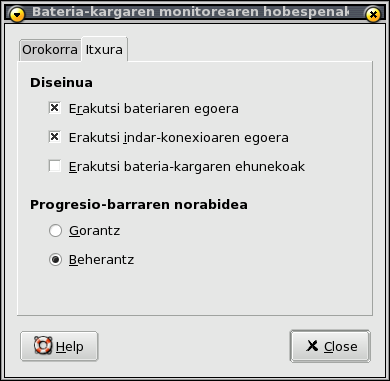 Bateria-kargaren monitorearen hobespenak
Orokorra
Itxura
Diseinua
Erakutsi bateriaren egoera
Erakutsi indar-konexioaren egoera
Erakutsi bateria-kargaren ehunekoak
Progresio-barraren norabidea
Gorantz
Beherantz
Help
Close